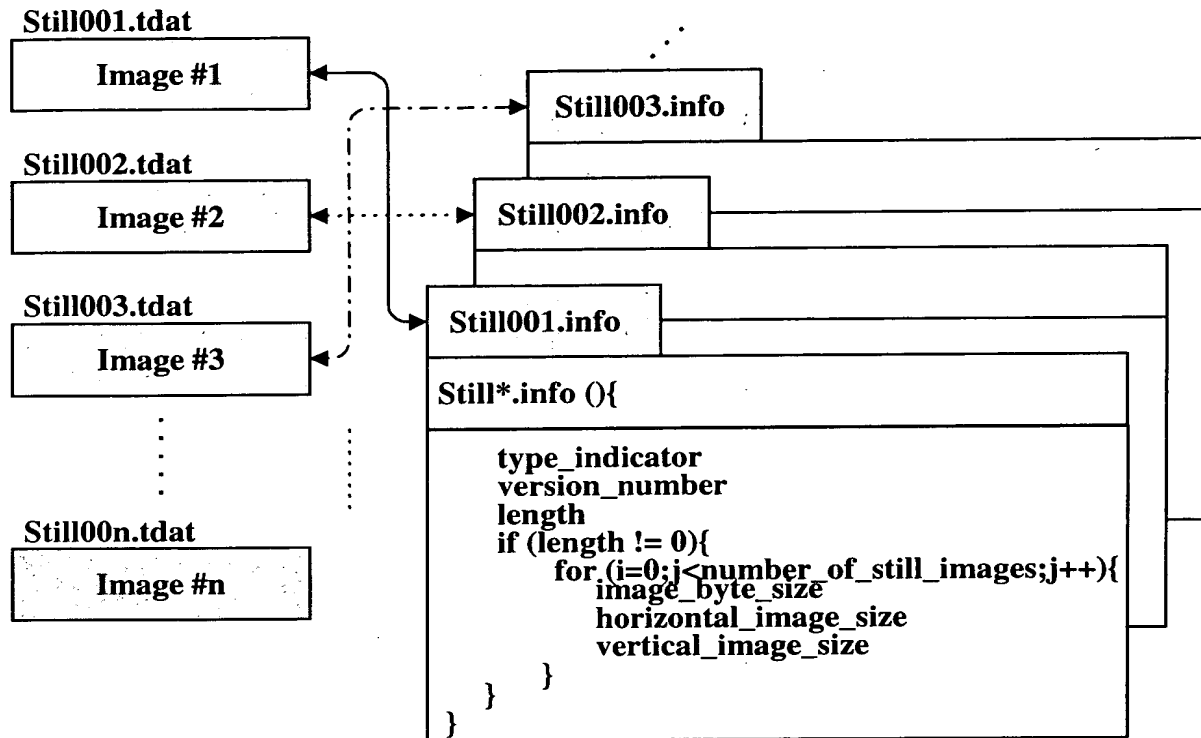 Still001.tdat
Image #1
Still002.tdat
Image #2
Still003.tdat
Image #3
Still00n.tdat
Image #n
Still003.info
Still002.info
Still001.info
Still*.info (){
type_indicator
version_number
length
if (length != 0){
for (i=0;j<number_of_still_images;j++){
image_byte_size
horizontal_image_size
vertical_image_size
}
}
}